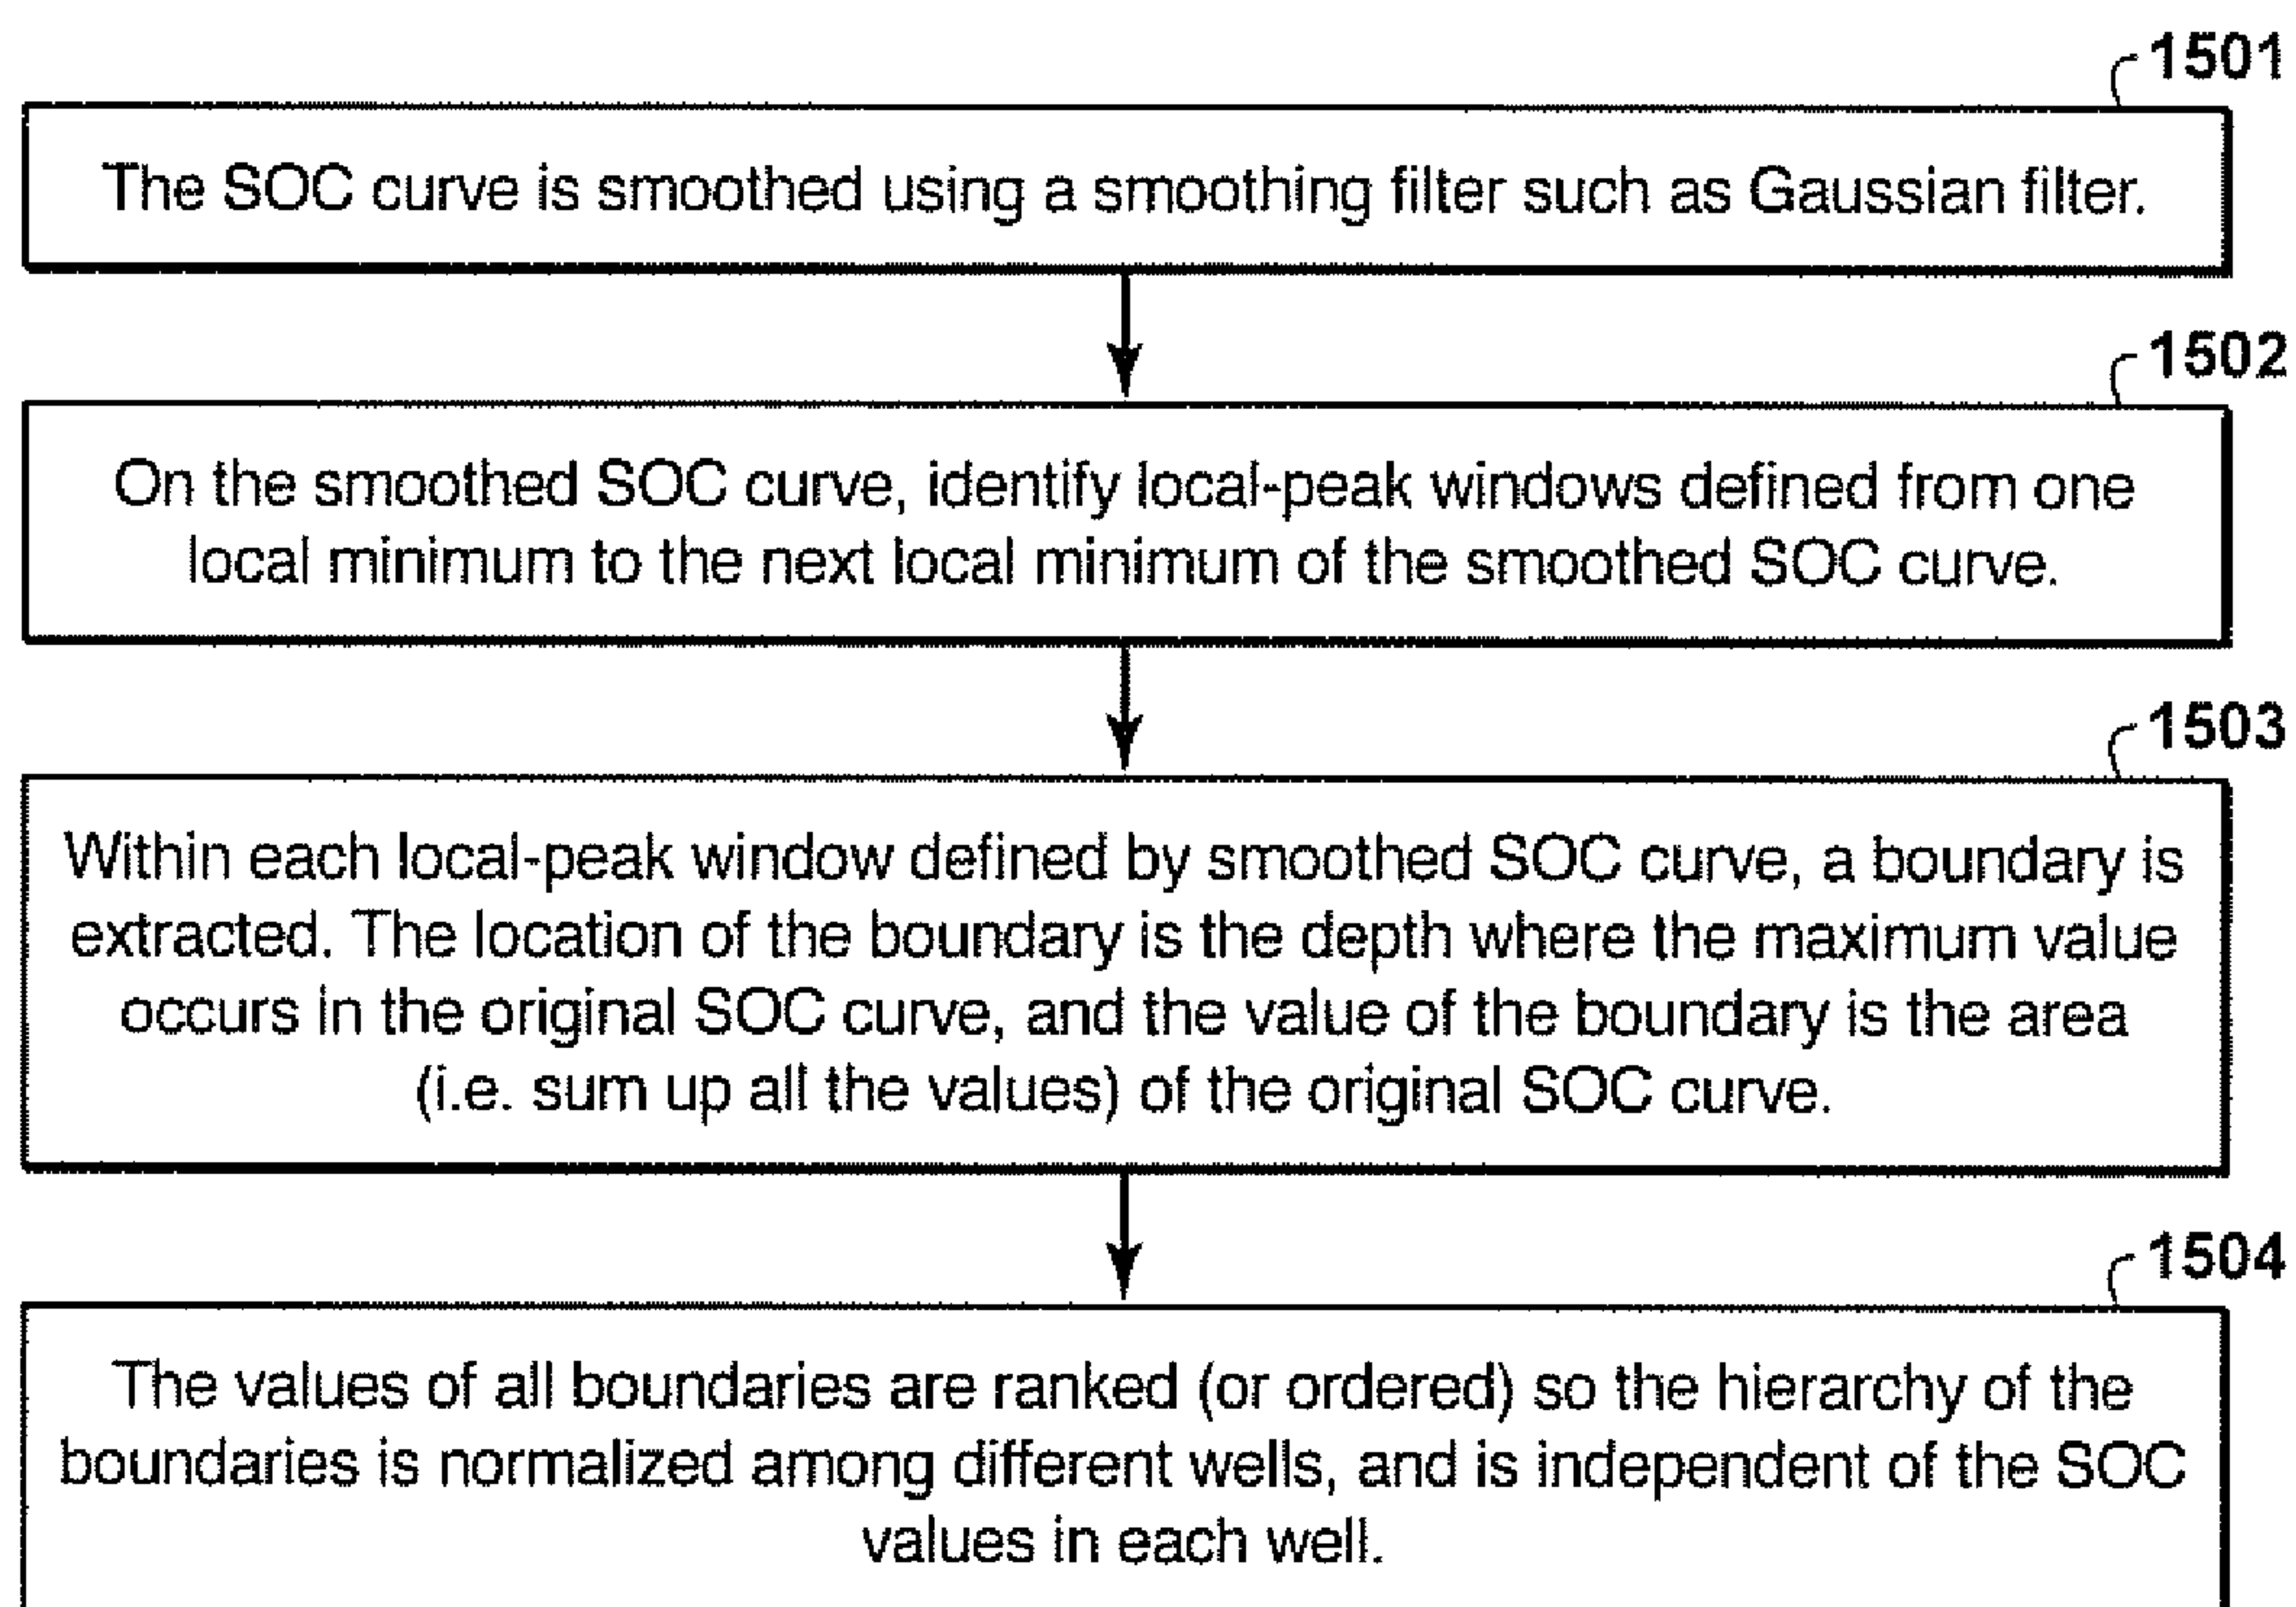 1501
The SOC curve is smoothed using a smoothing filter such as Gaussian filter.
1502
On the smoothed SOC curve, identify local-peak windows defined from one
local minimum to the next local minimum of the smoothed SOC curve.
1503
Within each local-peak window defined by smoothed SOC curve, a boundary is
extracted. The location of the boundary is the depth where the maximum value
occurs in the original SOC curve, and the value of the boundary is the area
(i.e. sum up all the values) of the original SOC curve.
1504
The values of all boundaries are ranked (or ordered) so the hierarchy of the
boundaries is normalized among different wells, and is independent of the SOC
values in each well.